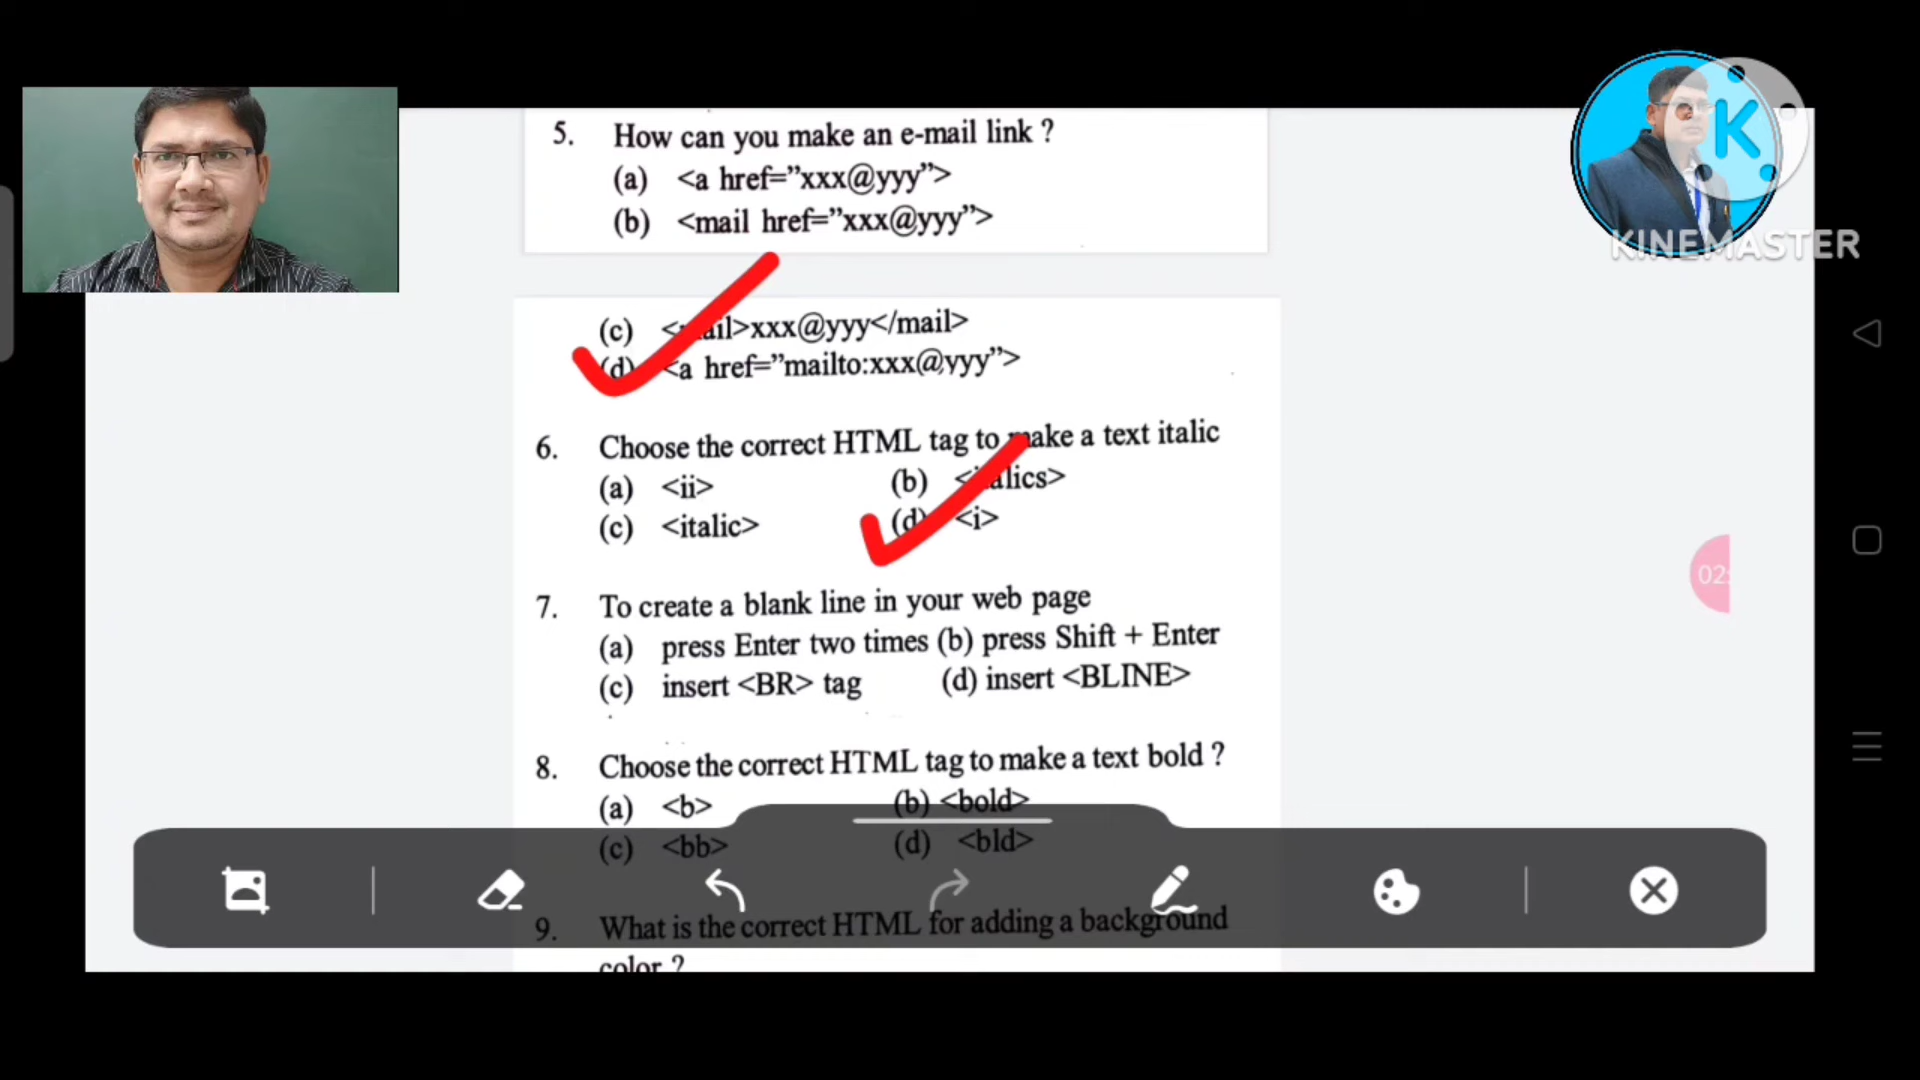 5. How can you make an e-mail link ?
(a) <a href=”xxx@yyy”>
(b) <mail href=”xxx@yyy”>
(c) <mail>xxx@yyy</mail>
(d) <a href=”mailto:xxx@yyy”>
6. Choose the correct HTML tag to make a text italic
(a) <ii> (b) <italics>
(c) <italic> (d) <i>
7. To create a blank line in your web page
(a) press Enter two times (b) press Shift + Enter
(c) insert <BR> tag (d) insert <BLINE>
8. Choose the correct HTML tag to make a text bold ?
(a) <b> (b) <bold>
(c) <bb> (d) <bld>
9. What is the correct HTML for adding a background
color ?
K
KINEMASTER
02: